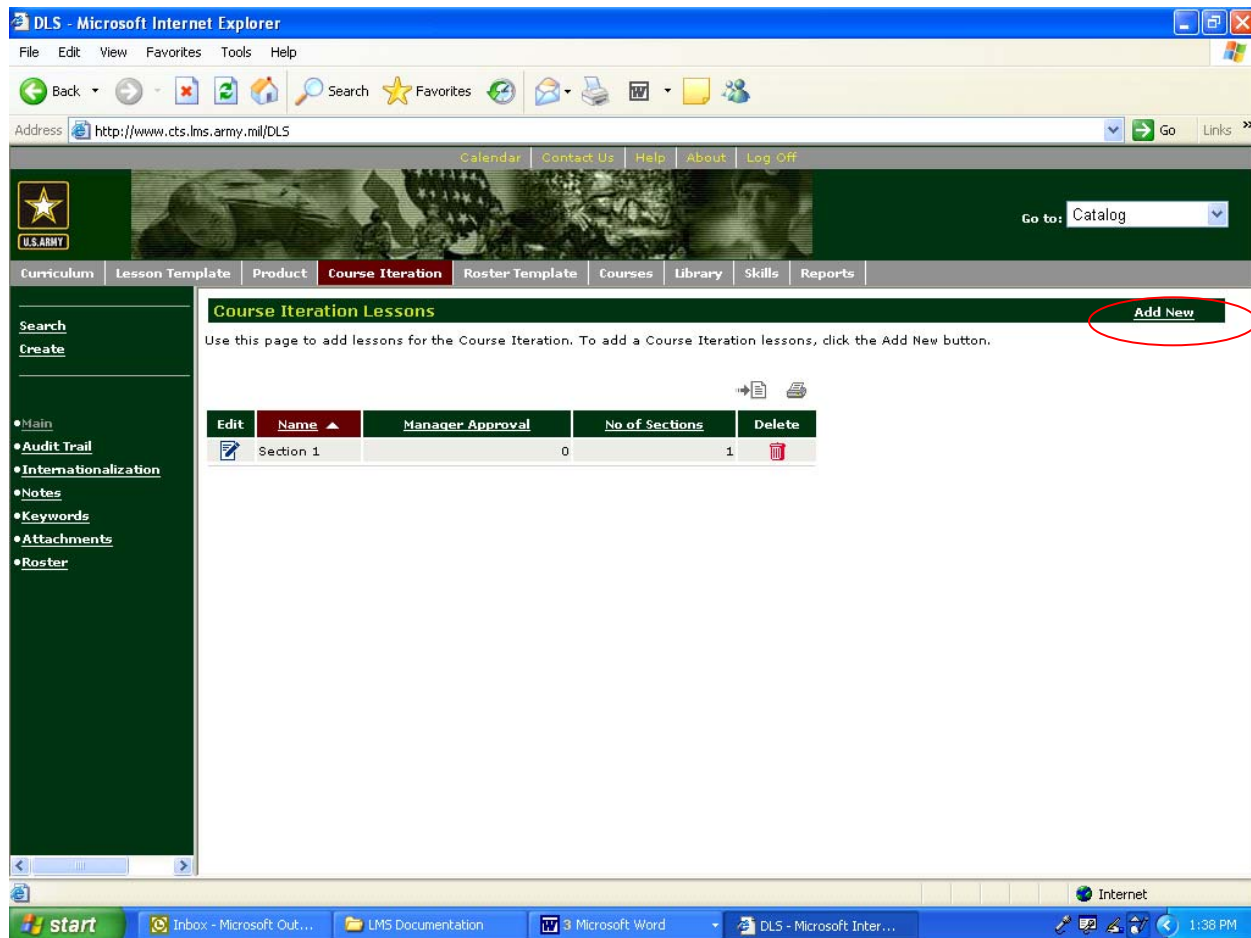 DLS - Microsoft Internet Explorer
File Edit View Favorites Tools Help
Back Search Favorites
Address http://www.cts.lms.army.mil/DLS Go Links »
Calendar Contact Us Help About Log Off
U.S.ARMY
Go to: Catalog
Curriculum Lesson Template Product Course Iteration Roster Template Courses Library Skills Reports
Search
Create
•Main
•Audit Trail
•Internationalization
•Notes
•Keywords
•Attachments
•Roster
Course Iteration Lessons Add New
Use this page to add lessons for the Course Iteration. To add a Course Iteration lessons, click the Add New button.
Edit Name Manager Approval No of Sections Delete
Section 1 0 1
Internet
start Inbox - Microsoft Out... LMS Documentation 3 Microsoft Word DLS - Microsoft Inter... 1:38 PM